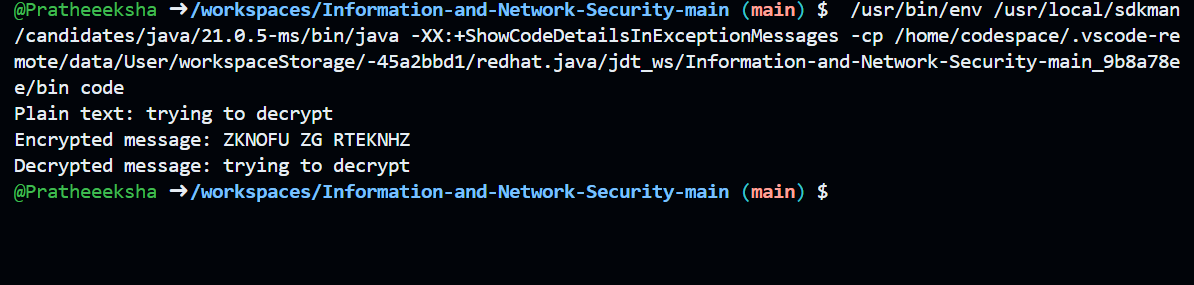 @Pratheeeksha ➜/workspaces/Information-and-Network-Security-main (main) $  /usr/bin/env /usr/local/sdkman
/candidates/java/21.0.5-ms/bin/java -XX:+ShowCodeDetailsInExceptionMessages -cp /home/codespace/.vscode-re
mote/data/User/workspaceStorage/-45a2bbd1/redhat.java/jdt_ws/Information-and-Network-Security-main_9b8a78e
e/bin code
Plain text: trying to decrypt
Encrypted message: ZKNOFU ZG RTEKNHZ
Decrypted message: trying to decrypt
@Pratheeeksha ➜/workspaces/Information-and-Network-Security-main (main) $